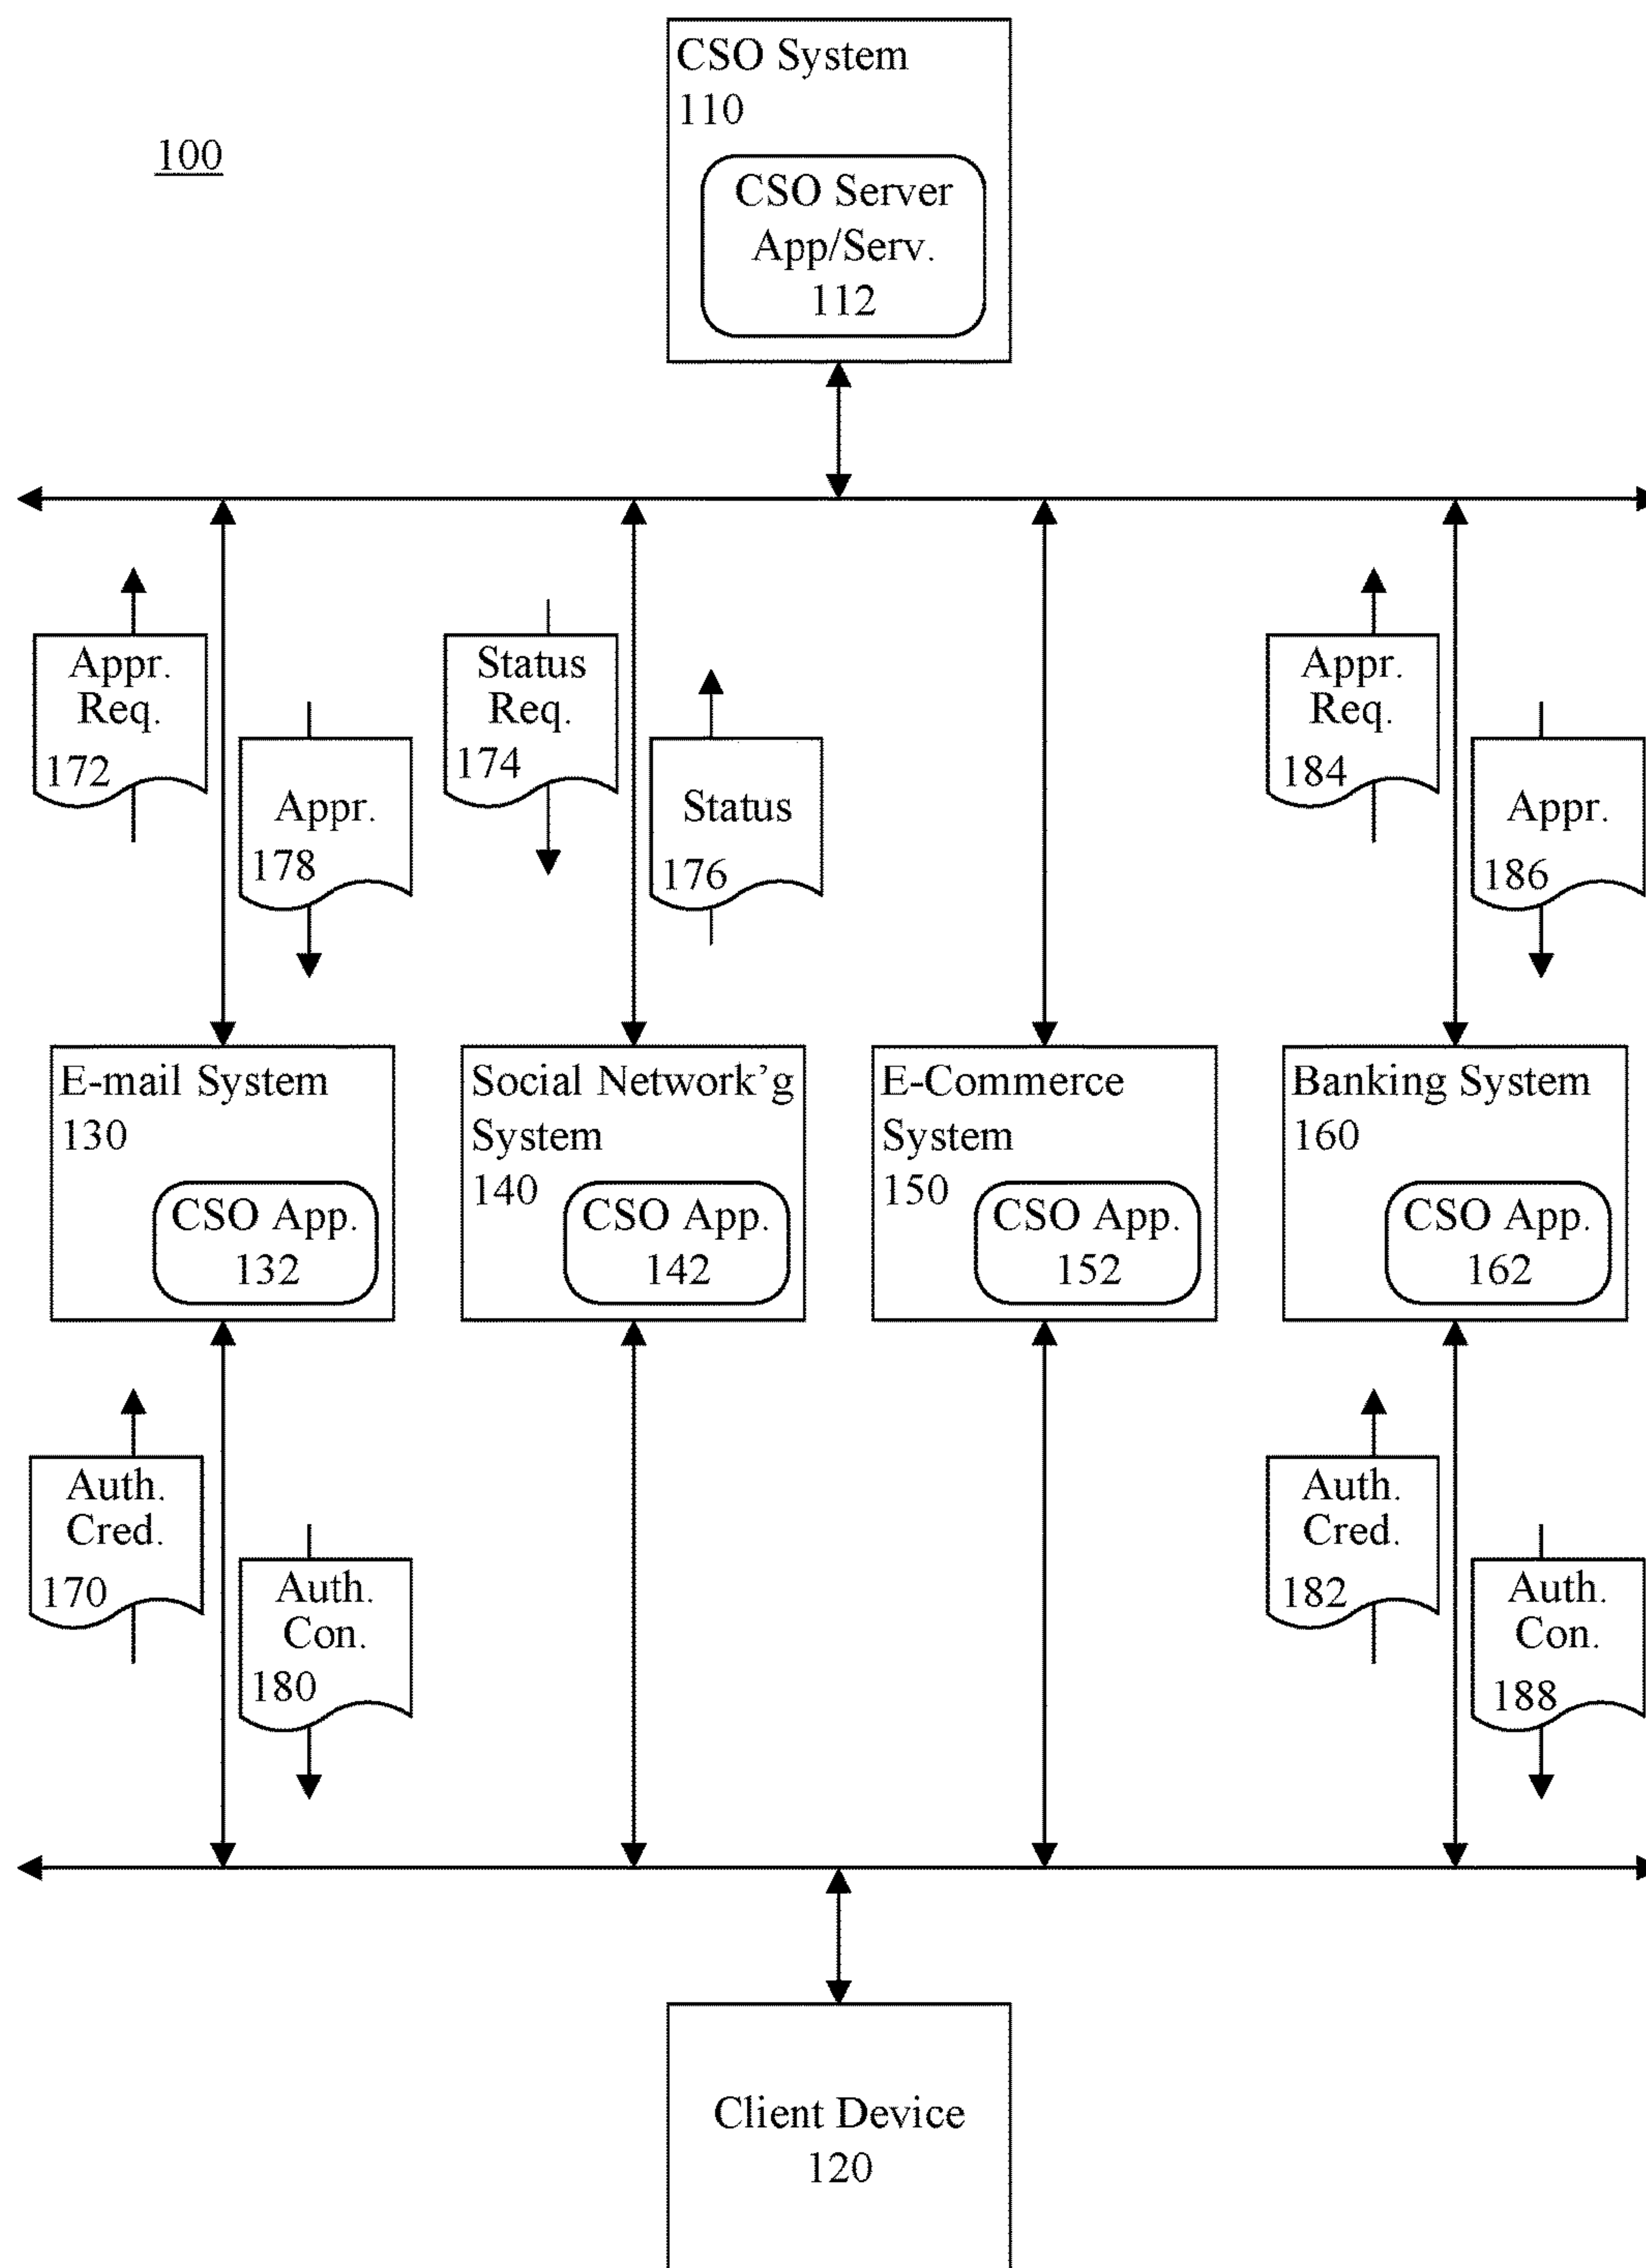 CSO System
110
100
CSO Server
App/Serv.
112
Appr.
Req.
172
Appr.
178
Status
Req.
174
Status
176
Appr.
Req.
184
Appr.
186
E-mail System
130
CSO App.
132
Social Network'g
System
140
CSO App.
142
E-Commerce
System
150
CSO App.
152
Banking System
160
CSO App.
162
Auth.
Cred.
170
Auth.
Con.
180
Auth.
Cred.
182
Auth.
Con.
188
Client Device
120